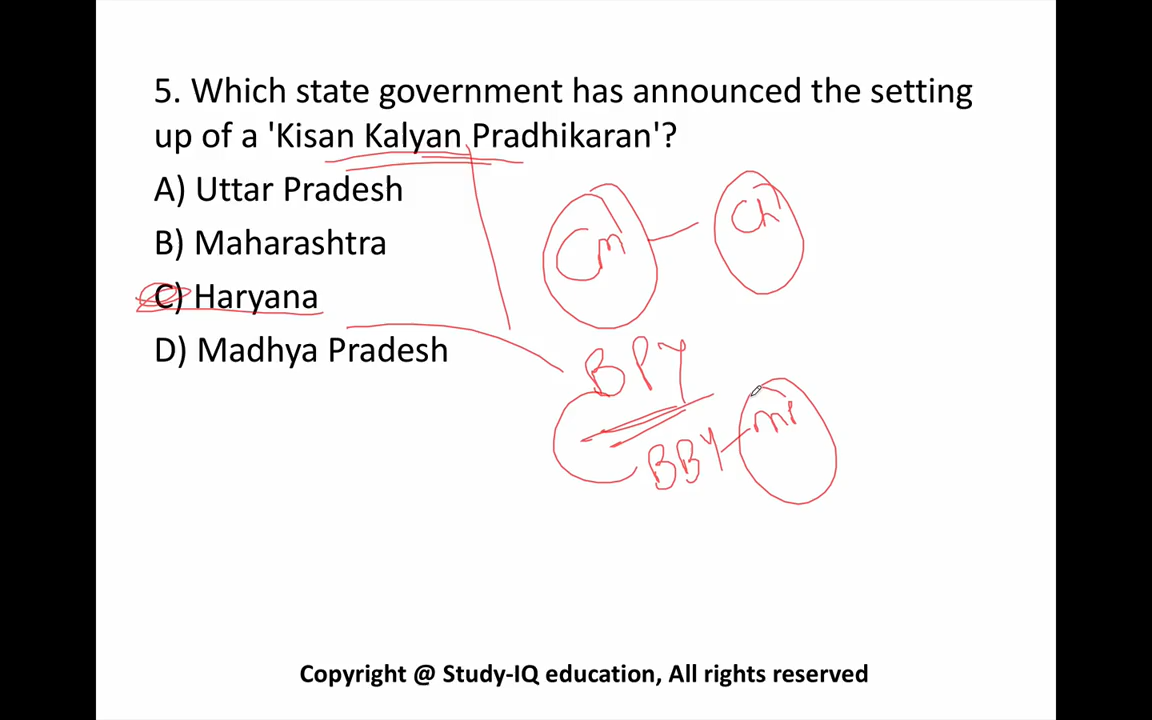 5. Which state government has announced the setting
up of a 'Kisan Kalyan Pradhikaran'?
A) Uttar Pradesh
B) Maharashtra
C) Haryana
D) Madhya Pradesh
Cm
Ch
BPY
BBY
Copyright @ Study-IQ education, All rights reserved